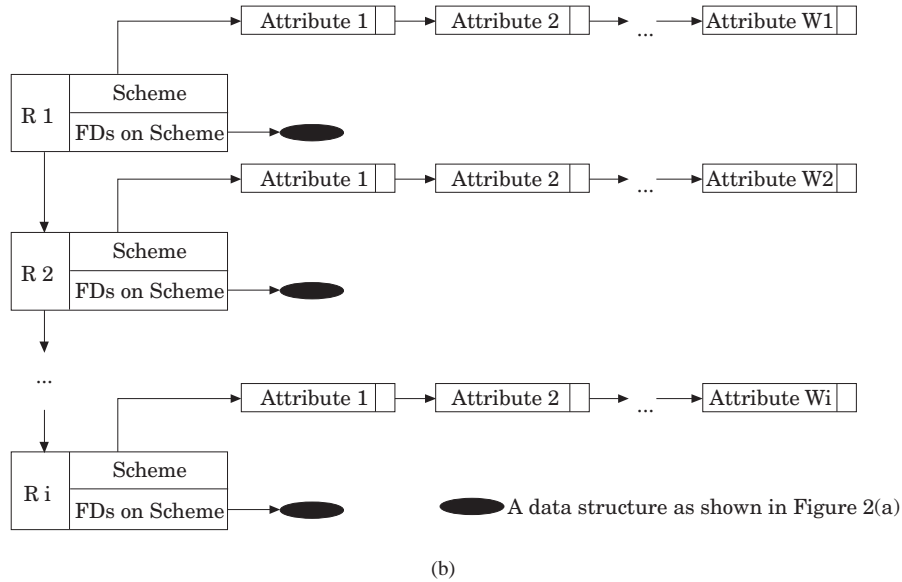 Attribute 1 Attribute 2 ... Attribute W1
R 1 Scheme
FDs on Scheme
Attribute 1 Attribute 2 ... Attribute W2
R 2 Scheme
FDs on Scheme
...
Attribute 1 Attribute 2 ... Attribute Wi
R i Scheme
FDs on Scheme
A data structure as shown in Figure 2(a)
(b)